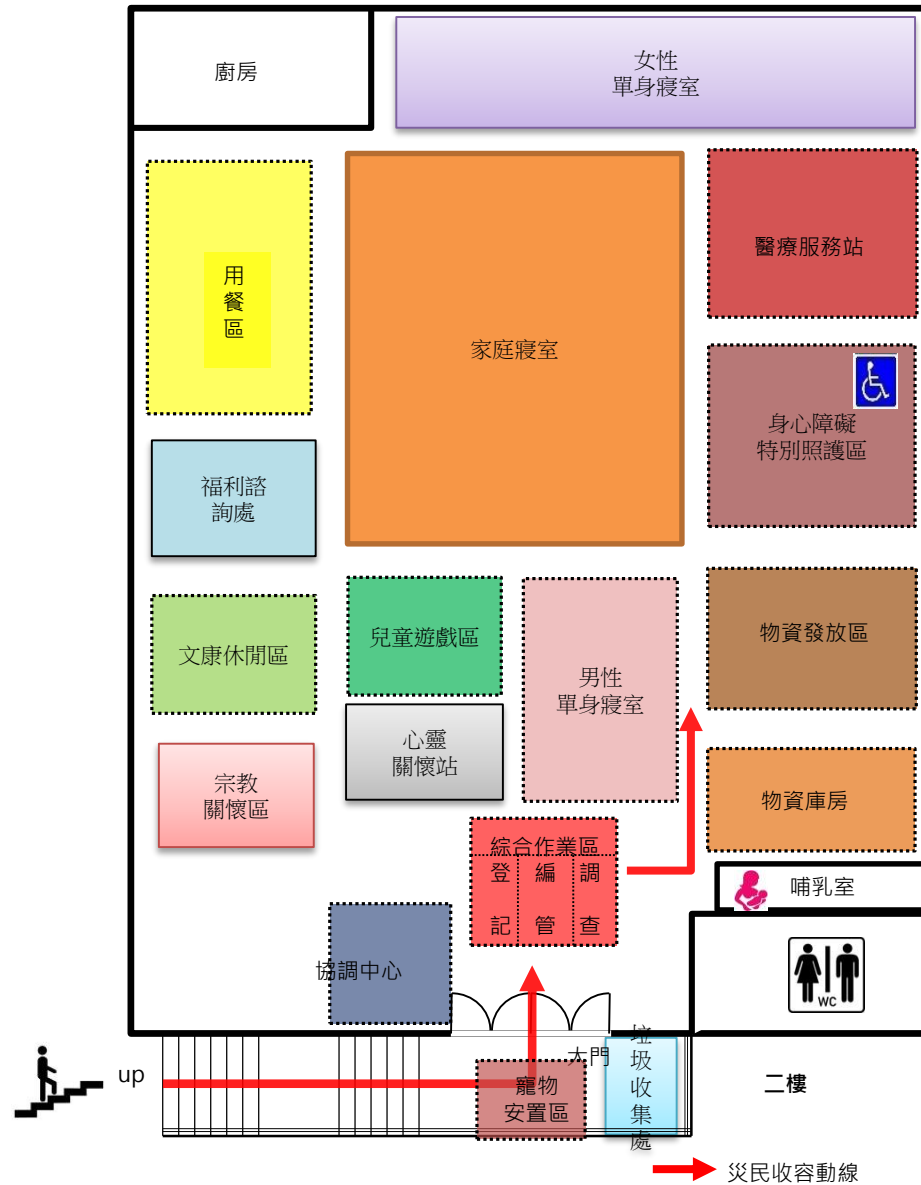 廚房
女性
單身寢室
用
餐
區
家庭寢室
醫療服務站
身心障礙
特別照護區
福利諮
詢處
文康休閒區
兒童遊戲區
男性
單身寢室
物資發放區
心靈
關懷站
宗教
關懷區
物資庫房
綜合作業區
登 編 調
記 管 查
哺乳室
協調中心
WC
大門
up
寵物
安置區
垃
圾
收
集
處
二樓
災民收容動線